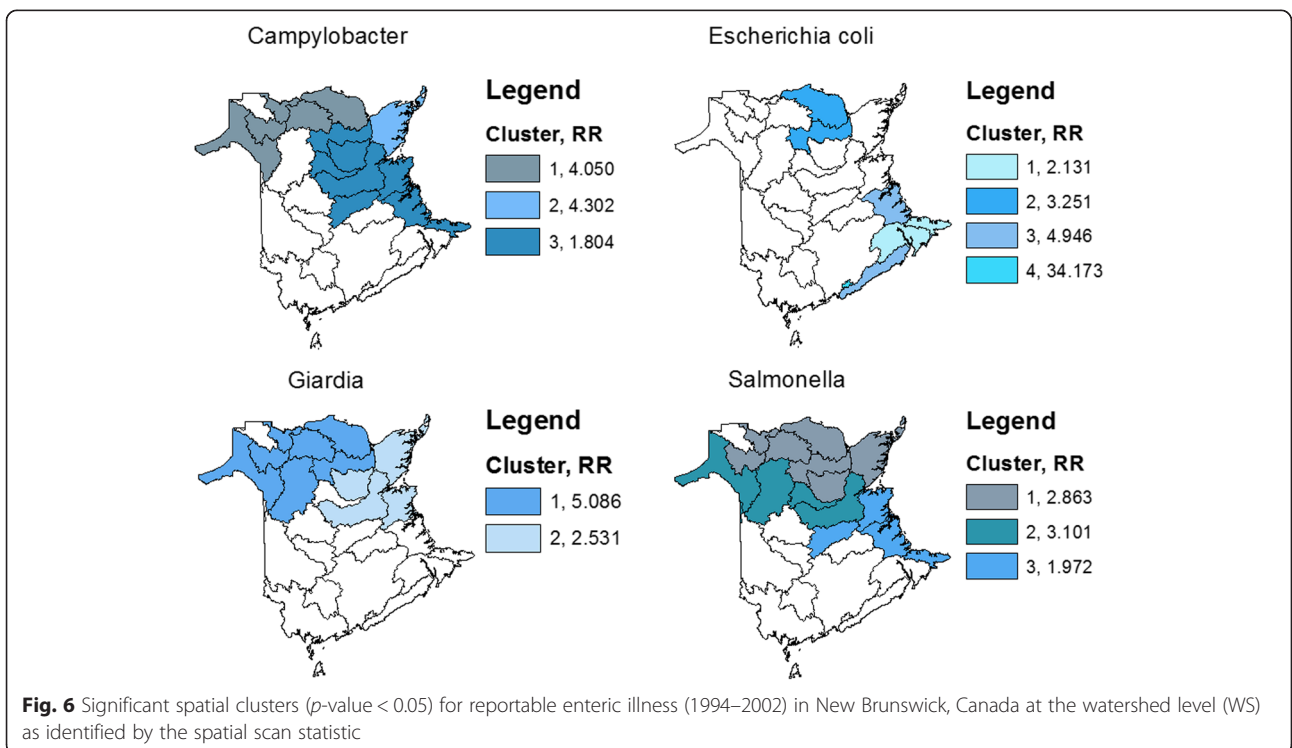 Campylobacter
Legend
Cluster, RR
1, 4.050
2, 4.302
3, 1.804
Escherichia coli
Legend
Cluster, RR
1, 2.131
2, 3.251
3, 4.946
4, 34.173
Giardia
Legend
Cluster, RR
1, 5.086
2, 2.531
Salmonella
Legend
Cluster, RR
1, 2.863
2, 3.101
3, 1.972
Fig. 6 Significant spatial clusters (p-value < 0.05) for reportable enteric illness (1994–2002) in New Brunswick, Canada at the watershed level (WS)
as identified by the spatial scan statistic